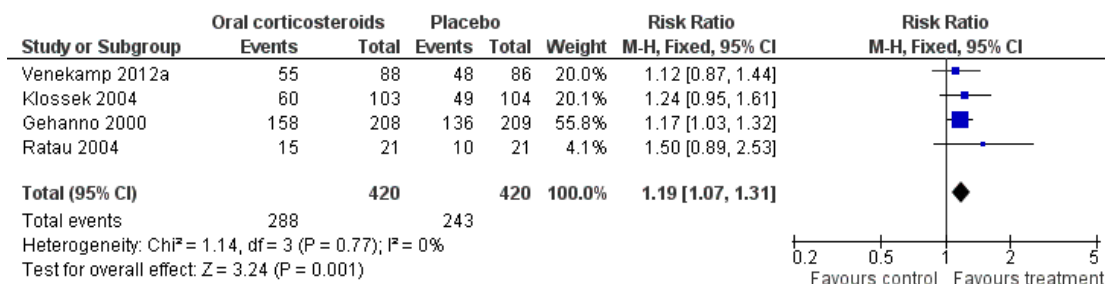 Oral corticosteroids Placebo Risk Ratio Risk Ratio
Study or Subgroup Events Total Events Total Weight M-H, Fixed, 95% CI M-H, Fixed, 95% CI
Venekamp 2012a 55 88 48 86 20.0% 1.12 [0.87, 1.44]
Klossek 2004 60 103 49 104 20.1% 1.24 [0.95, 1.61]
Gehanno 2000 158 208 136 209 55.8% 1.17 [1.03, 1.32]
Ratau 2004 15 21 10 21 4.1% 1.50 [0.89, 2.53]
Total (95% CI) 420 420 100.0% 1.19 [1.07, 1.31]
Total events 288 243
Heterogeneity: Chi² = 1.14, df = 3 (P = 0.77); I² = 0%
Test for overall effect: Z = 3.24 (P = 0.001)
0.2 0.5 1 2 5
Favours control Favours treatment